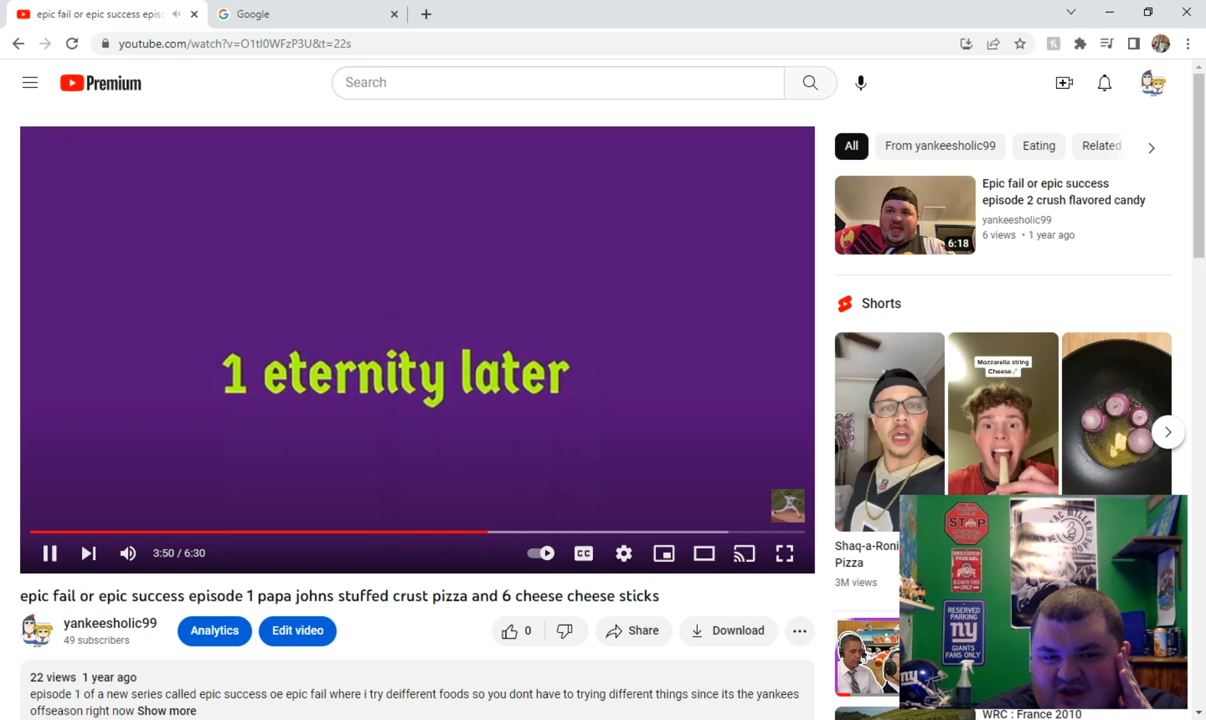 epic fail or epic success episo
Google
youtube.com/watch?v=O1tl0WFzP3U&t=22s
Premium
Search
1 eternity later
3:50 / 6:30
CC
epic fail or epic success episode 1 papa johns stuffed crust pizza and 6 cheese cheese sticks
yankeesholic99
49 subscribers
Analytics
Edit video
0
Share
Download
22 views 1 year ago
episode 1 of a new series called epic success oe epic fail where i try deifferent foods so you dont have to trying different things since its the yankees
offseason right now Show more
All
From yankeesholic99
Eating
Related
6:18
Epic fail or epic success
episode 2 crush flavored candy
yankeesholic99
6 views • 1 year ago
Shorts
Mozzarella string
Cheese
Shaq-a-Roni
Pizza
3M views
STOP
MAC MILLER
RESERVED
PARKING
ny
GIANTS
FANS ONLY
ny
WRC : France 2010